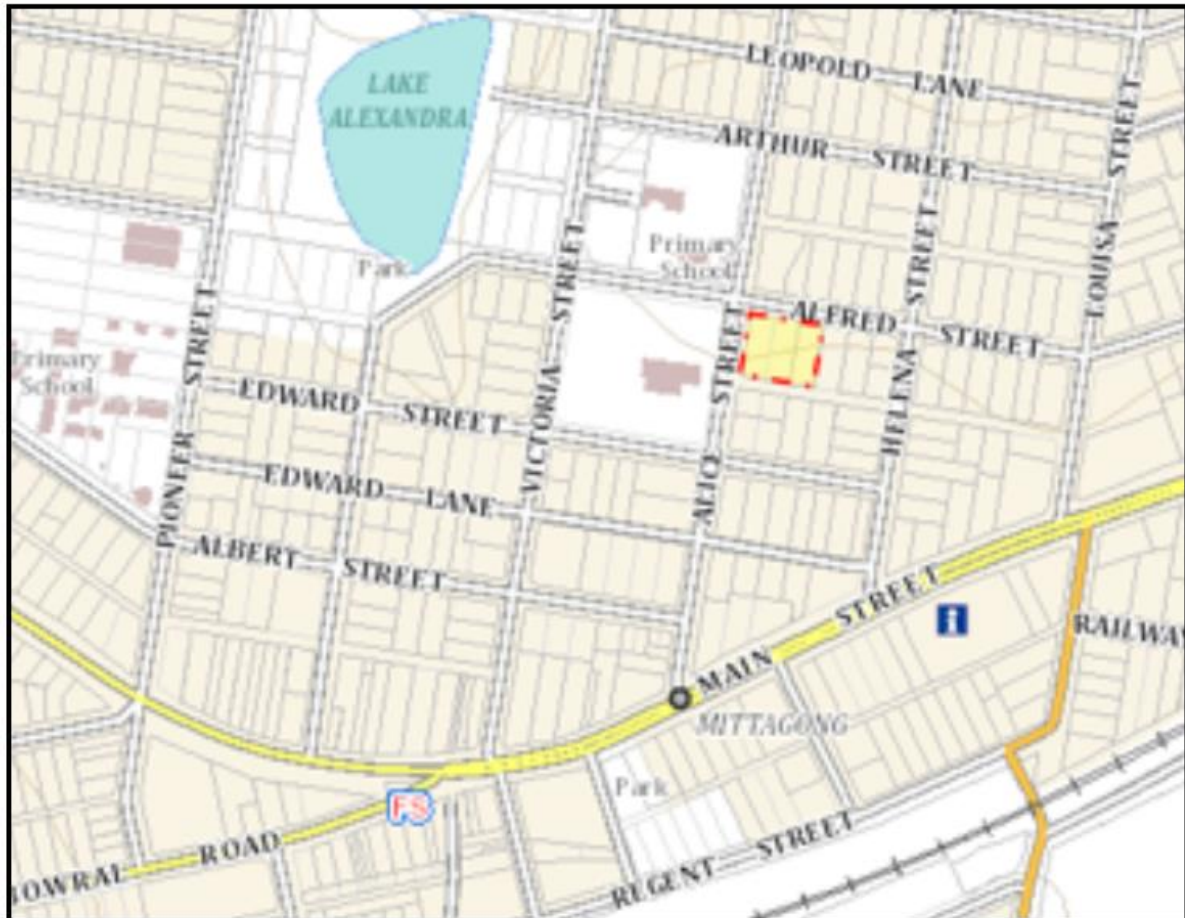 LEOPOLD LANE
LAKE
ALEXANDRA
ARTHUR STREET
LOUISA STREET
Primary
School
Park
VICTORIA STREET
HELENA STREET
ALFRED STREET
PIONEER STREET
ALICE STREET
Primary
School
EDWARD STREET
EDWARD LANE
ALBERT STREET
MAIN STREET
i
RAILWAY
MITTAGONG
Park
FS
ROAD
REGENT STREET